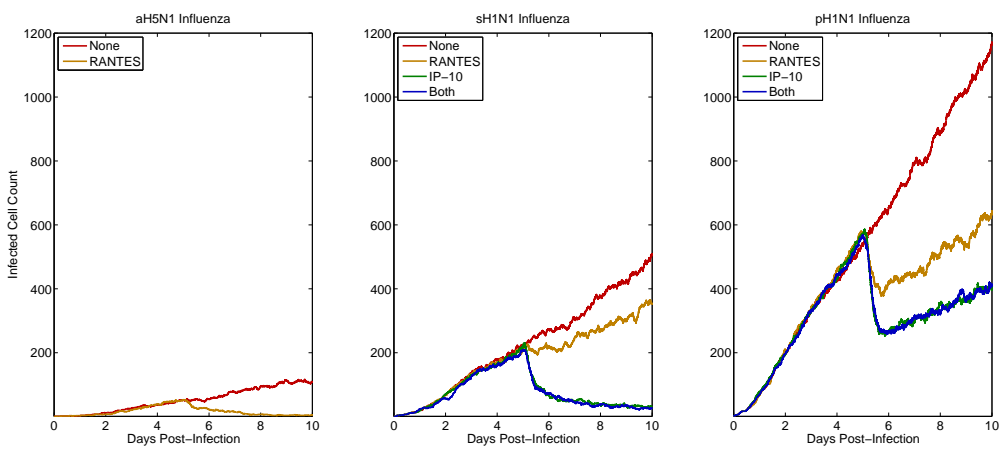 aH5N1 Influenza
Infected Cell Count
1200
1000
800
600
400
200
0 2 4 6 8 10
Days Post−Infection
None
RANTES
sH1N1 Influenza
1200
1000
800
600
400
200
0 2 4 6 8 10
Days Post−Infection
None
RANTES
IP−10
Both
pH1N1 Influenza
1200
1000
800
600
400
200
0 2 4 6 8 10
Days Post−Infection
None
RANTES
IP−10
Both